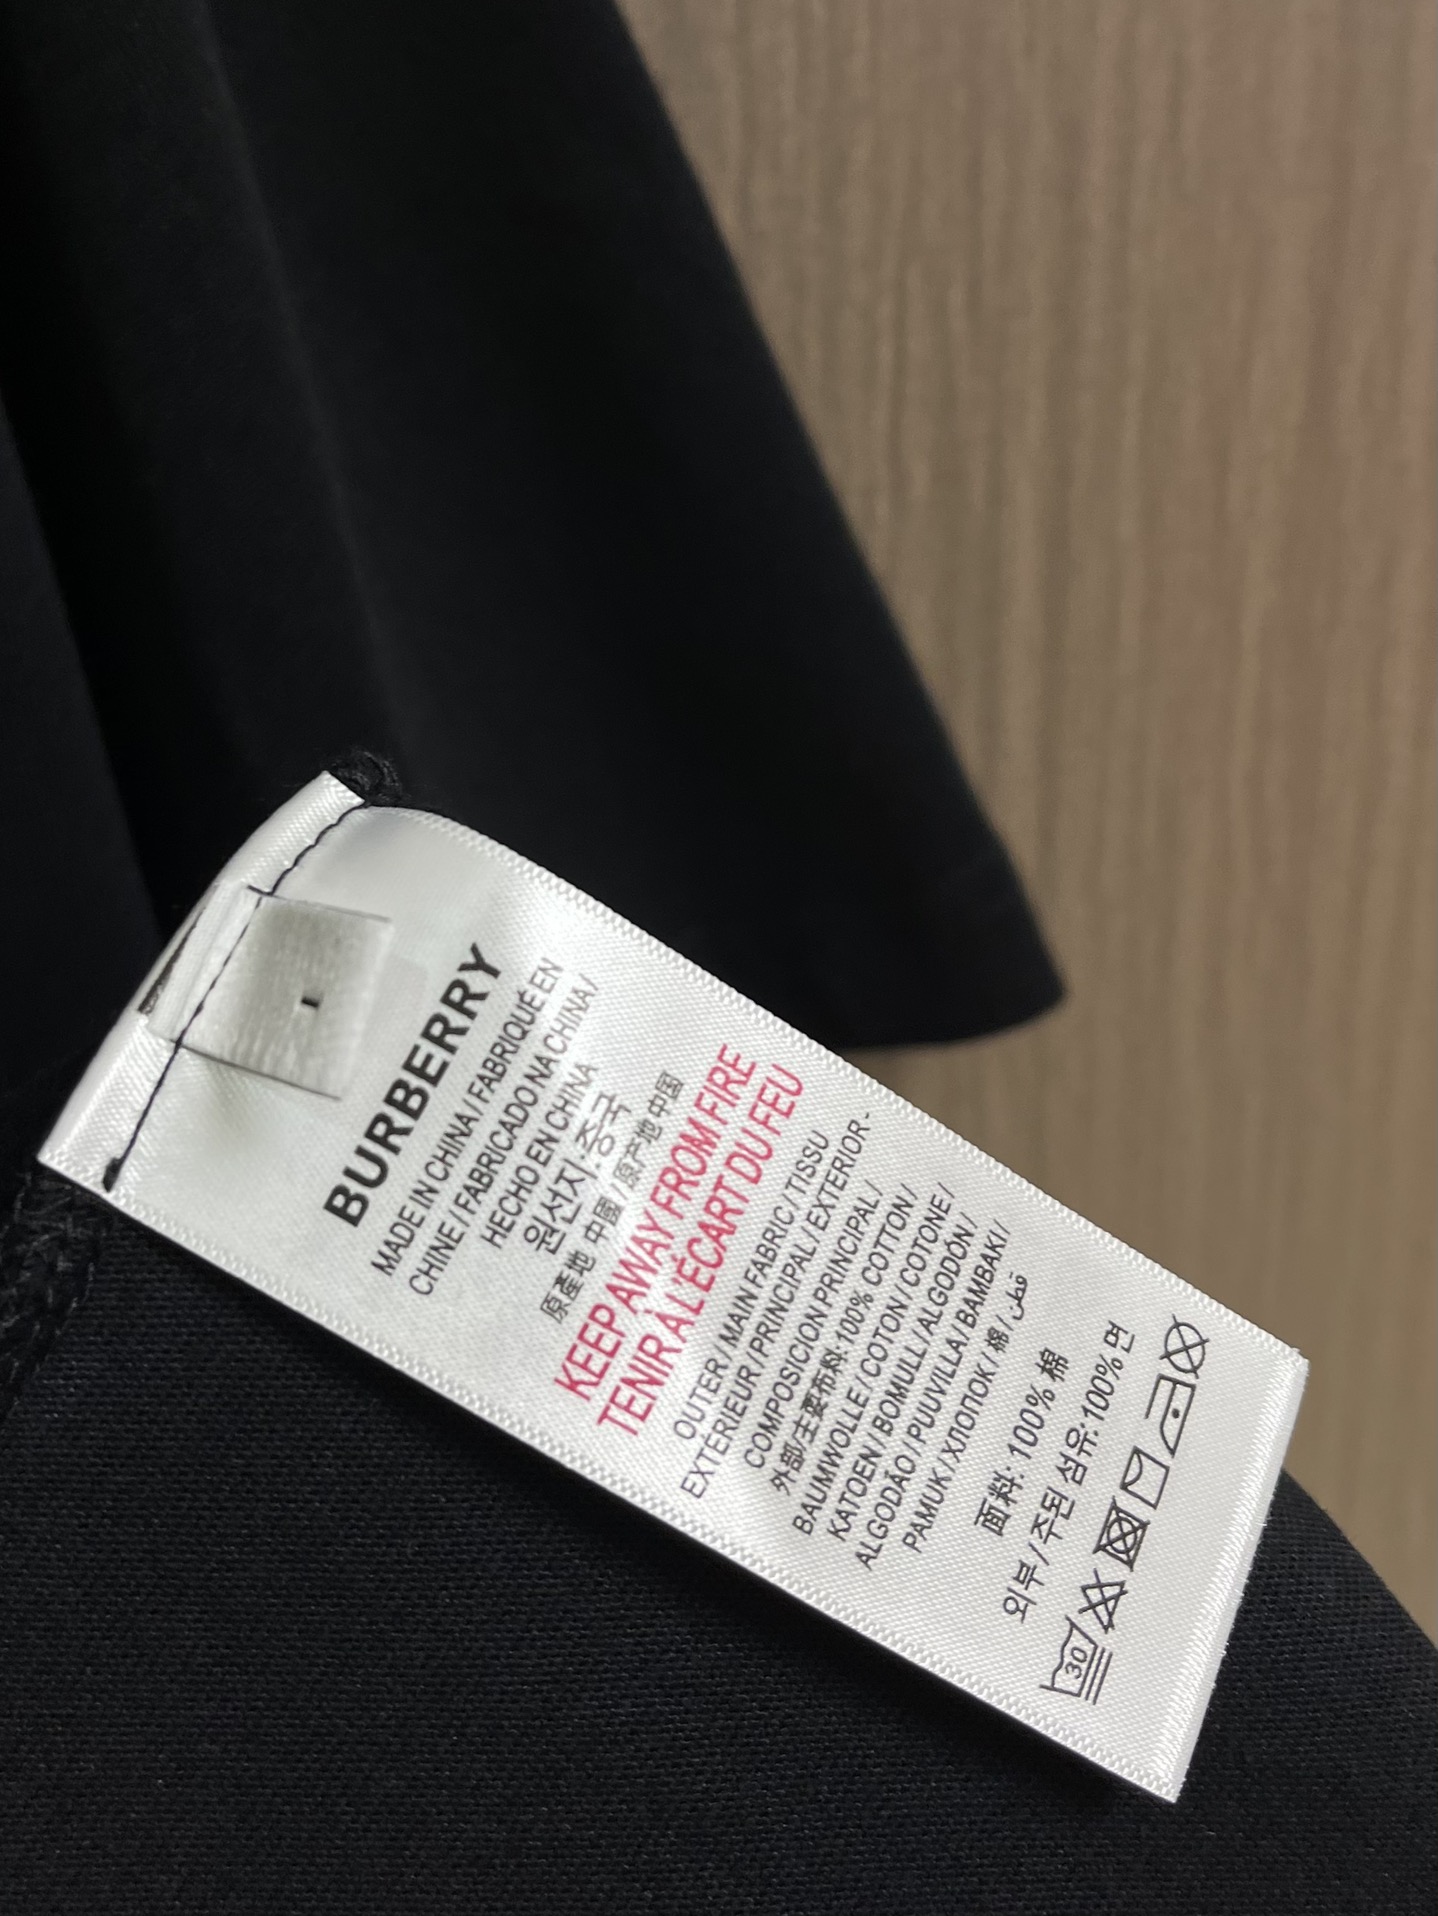 BURBERRY
MADE IN CHINA / FABRIQUÉ EN
CHINE / FABRICADO NA CHINA /
HECHO EN CHINA
원선지:중국
原產地 中國 / 原产地 中国
KEEP AWAY FROM FIRE
TENIR À L'ÉCART DU FEU
OUTER / MAIN FABRIC / TISSU
EXTÉRIEUR / PRINCIPAL / EXTERIOR-
COMPOSICION PRINCIPAL /
外部/主要布料:100% COTTON /
BAUMWOLLE / COTON / COTONE /
KATOEN / BOMULL / ALGODÓN /
ALGODÃO / PUUVILLA / BAMBAKI /
PAMUK / ХЛОПОК / 棉 / قطن
面料: 100% 棉
외부 / 주된 섬유:100% 면
30